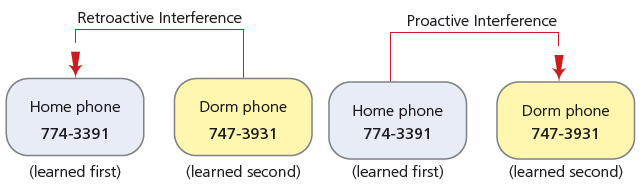 Retroactive Interference
Proactive Interference
Home phone
774-3391
Dorm phone
747-3931
Home phone
774-3391
Dorm phone
747-3931
(learned first)
(learned second)
(learned first)
(learned second)